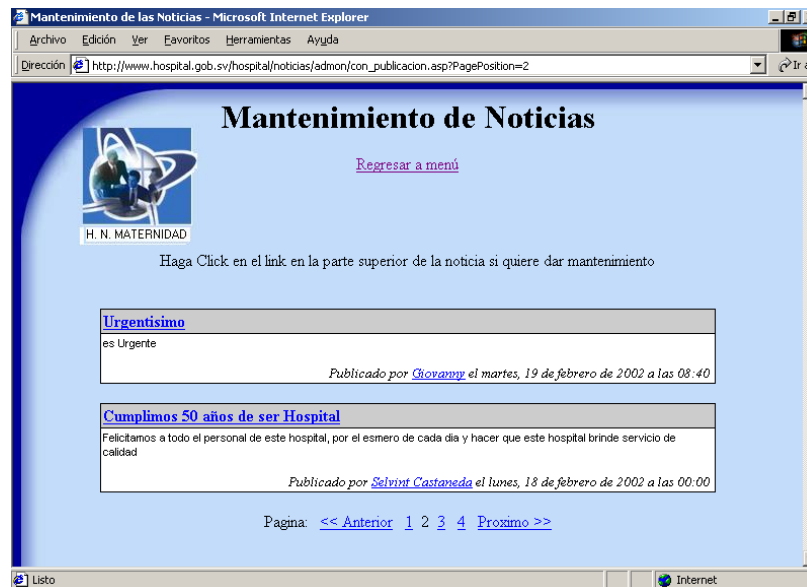 Mantenimiento de las Noticias - Microsoft Internet Explorer
Archivo Edición Ver Favoritos Herramientas Ayuda
Dirección http://www.hospital.gob.sv/hospital/noticias/admon/con_publicacion.asp?PagePosition=2 Ir
Mantenimiento de Noticias
Regresar a menú
H. N. MATERNIDAD
Haga Click en el link en la parte superior de la noticia si quiere dar mantenimiento
Urgentisimo
es Urgente
Publicado por Giovanny el martes, 19 de febrero de 2002 a las 08:40
Cumplimos 50 años de ser Hospital
Felicitamos a todo el personal de este hospital, por el esmero de cada dia y hacer que este hospital brinde servicio de
calidad
Publicado por Selvint Castaneda el lunes, 18 de febrero de 2002 a las 00:00
Pagina: << Anterior 1 2 3 4 Proximo >>
Listo Internet